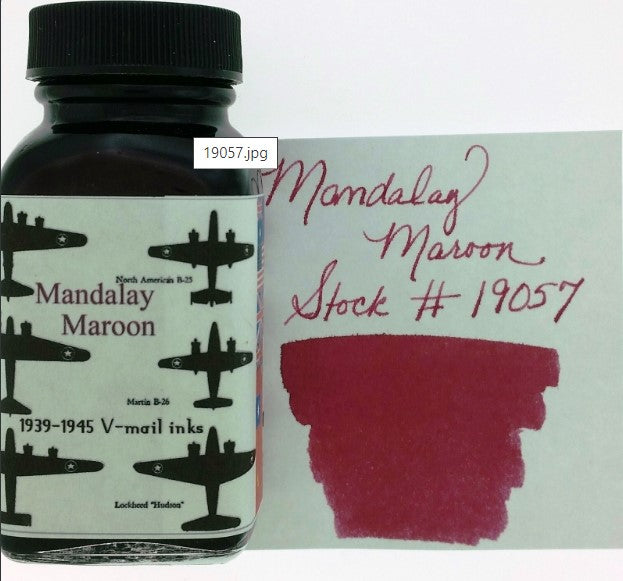 19057.jpg
North American B-25
Mandalay
Maroon
Martin B-26
1939-1945 V-mail inks
Lockheed "Hudson"
Mandalay
Maroon
Stock # 19057